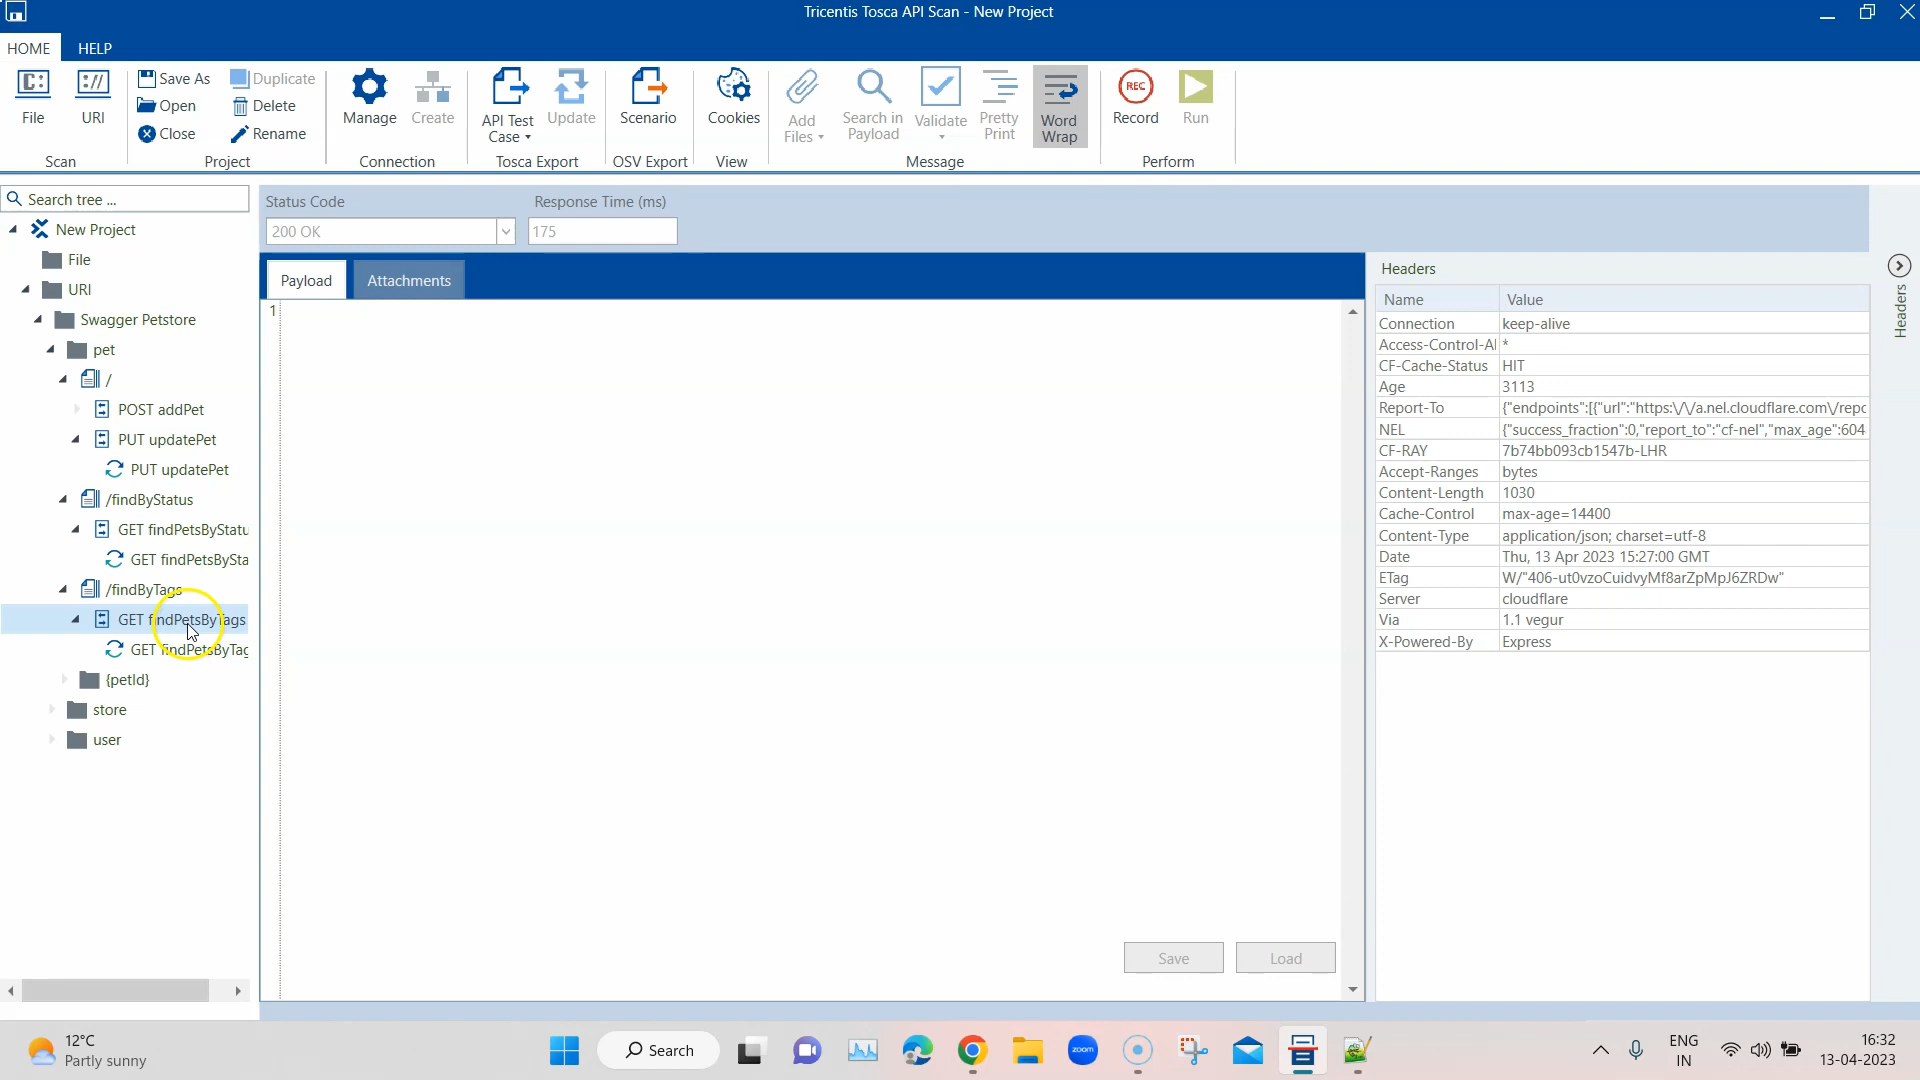 Tricentis Tosca API Scan - New Project
HOME
HELP
File
URI
Save As
Open
Close
Duplicate
Delete
Rename
Manage
Create
API Test
Case
Update
Scenario
Cookies
Add
Files
Search in
Payload
Validate
Pretty
Print
Word
Wrap
REC
Record
Run
Scan
Project
Connection
Tosca Export
OSV Export
View
Message
Perform
Search tree ...
New Project
File
URI
Swagger Petstore
pet
/
POST addPet
PUT updatePet
PUT updatePet
/findByStatus
GET findPetsByStatu
GET findPetsBySta
/findByTags
GET findPetsByTags
GET findPetsByTag
{petId}
store
user
Status Code
200 OK
Response Time (ms)
175
Payload
Attachments
1
Save
Load
Headers
Name Value
Connection keep-alive
Access-Control-Al *
CF-Cache-Status HIT
Age 3113
Report-To {"endpoints":[{"url":"https:\/\/a.nel.cloudflare.com\/repo
NEL {"success_fraction":0,"report_to":"cf-nel","max_age":604
CF-RAY 7b74bb093cb1547b-LHR
Accept-Ranges bytes
Content-Length 1030
Cache-Control max-age=14400
Content-Type application/json; charset=utf-8
Date Thu, 13 Apr 2023 15:27:00 GMT
ETag W/"406-ut0vzoCuidvyMf8arZpMpJ6ZRDw"
Server cloudflare
Via 1.1 vegur
X-Powered-By Express
Headers
12°C
Partly sunny
Search
zoom
ENG
IN
16:32
13-04-2023